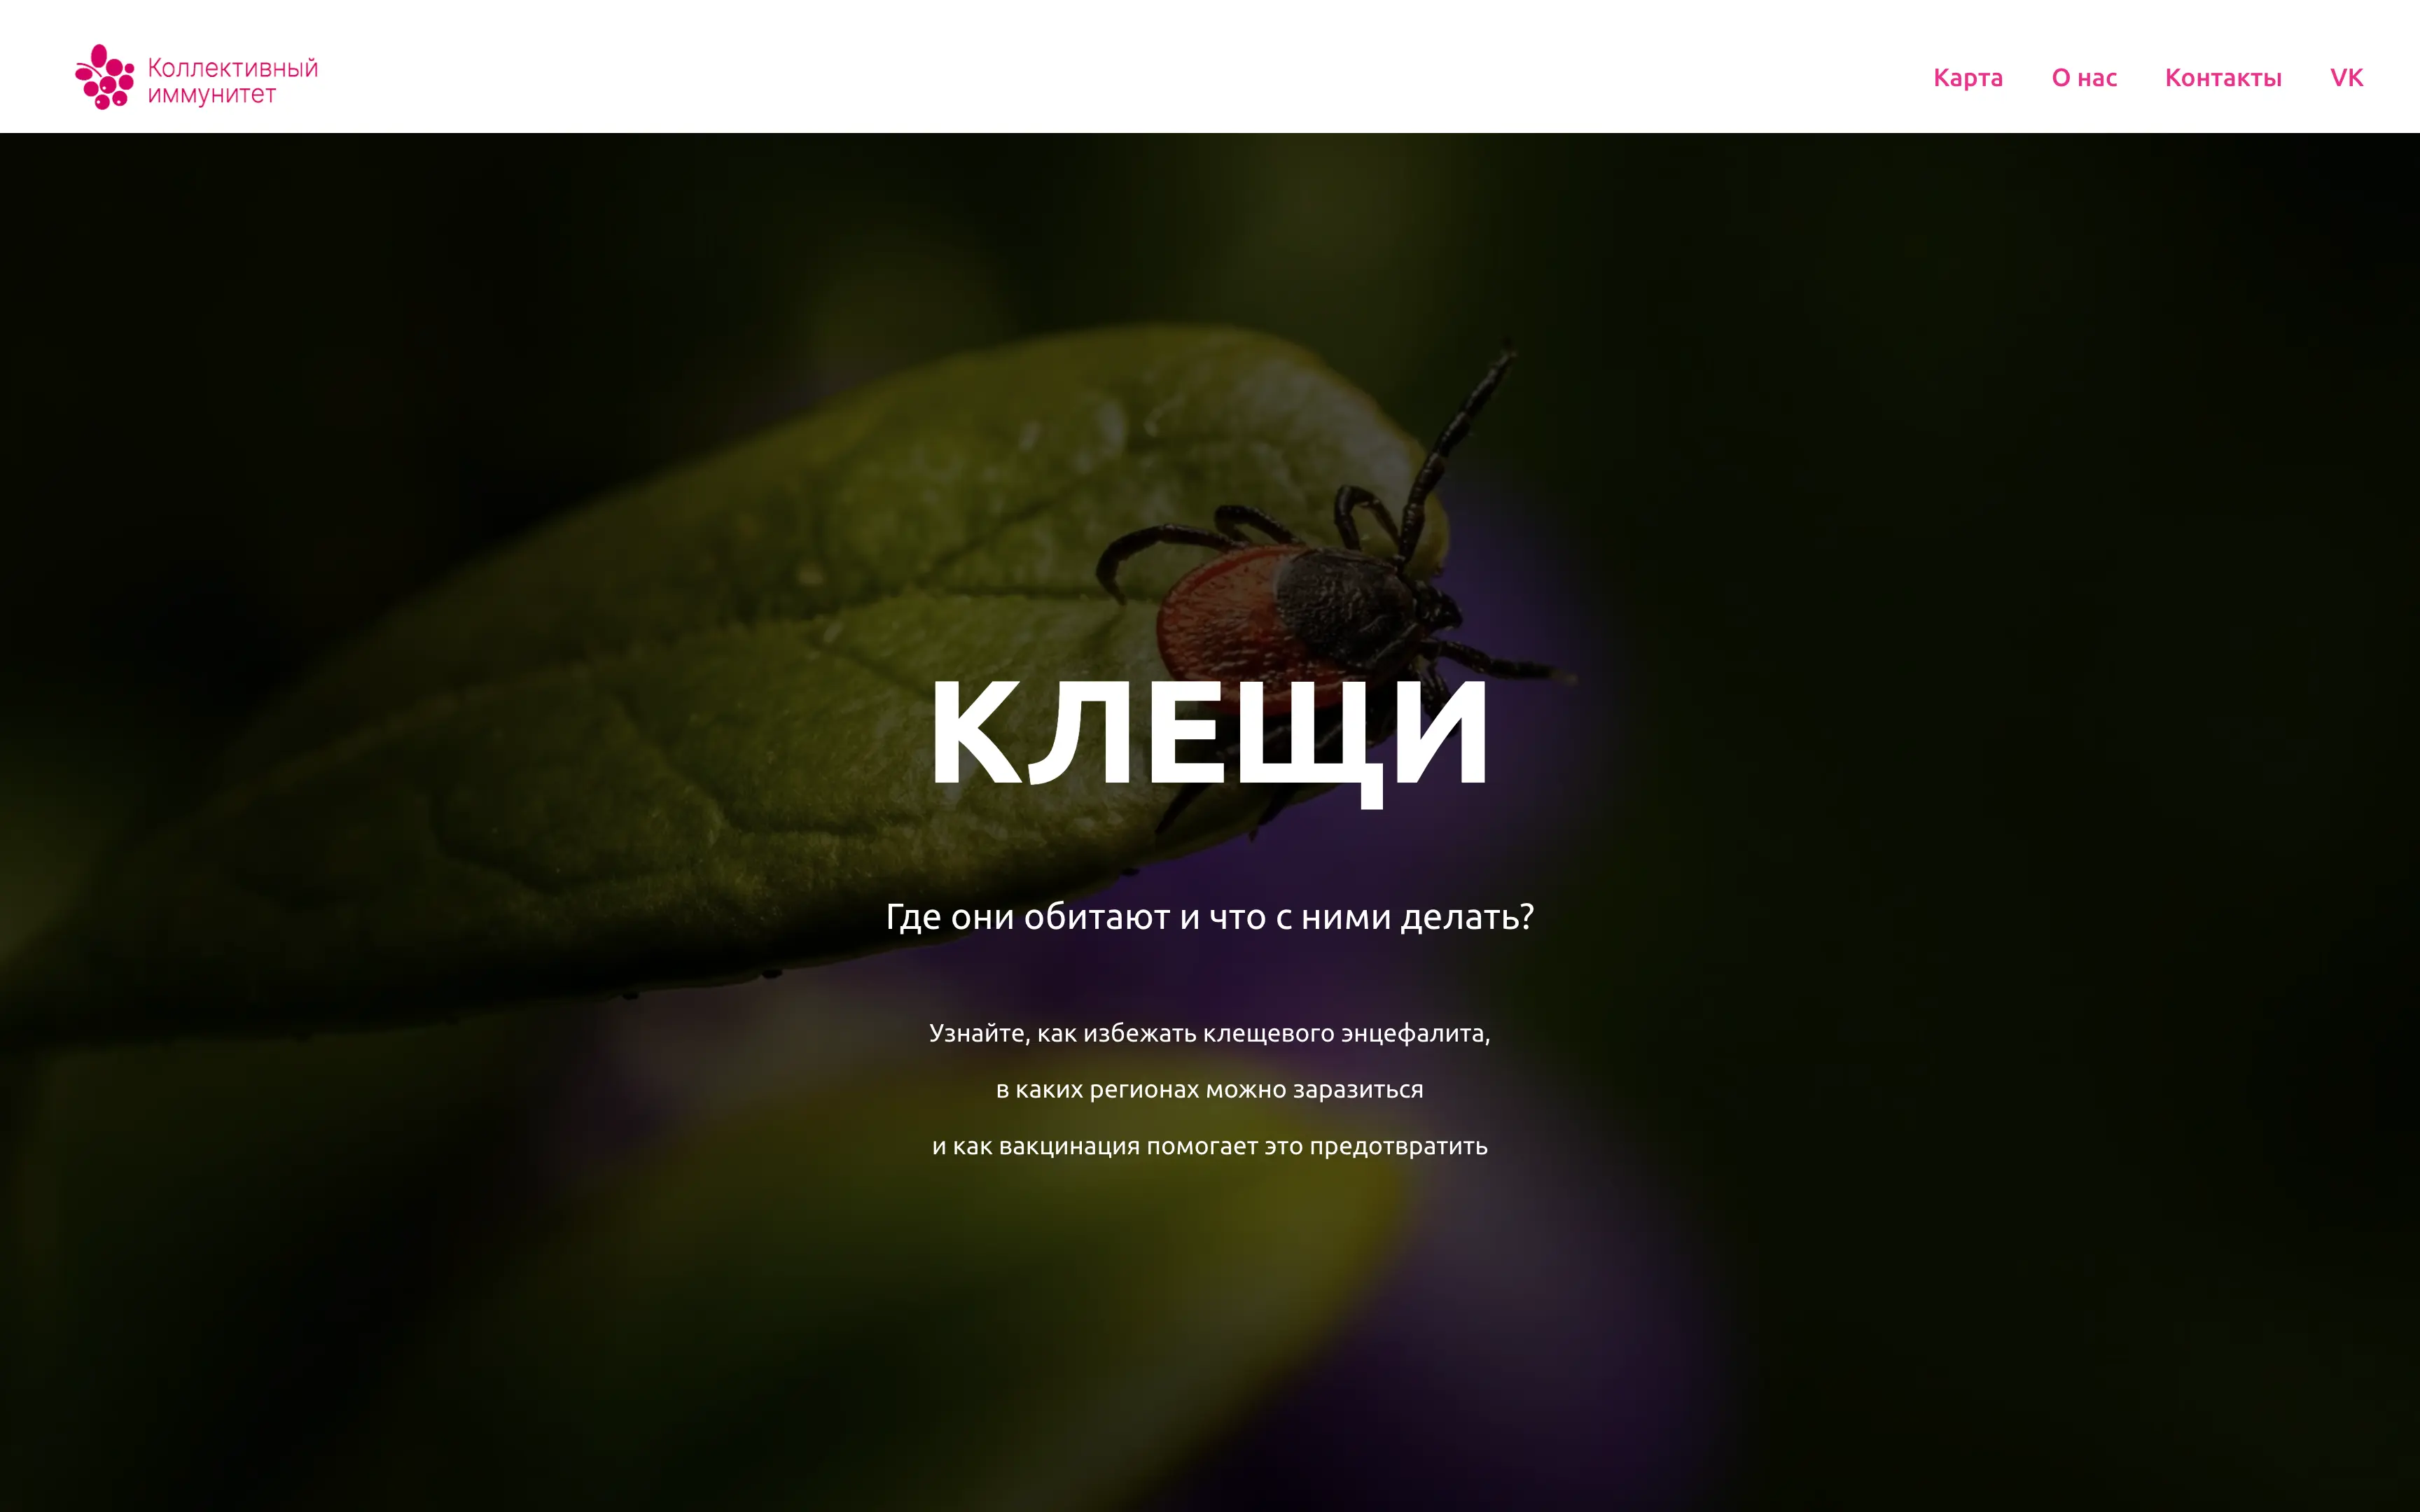 Коллективный
иммунитет
Карта
О нас
Контакты
VK
КЛЕЩИ
Где они обитают и что с ними делать?
Узнайте, как избежать клещевого энцефалита,
в каких регионах можно заразиться
и как вакцинация помогает это предотвратить